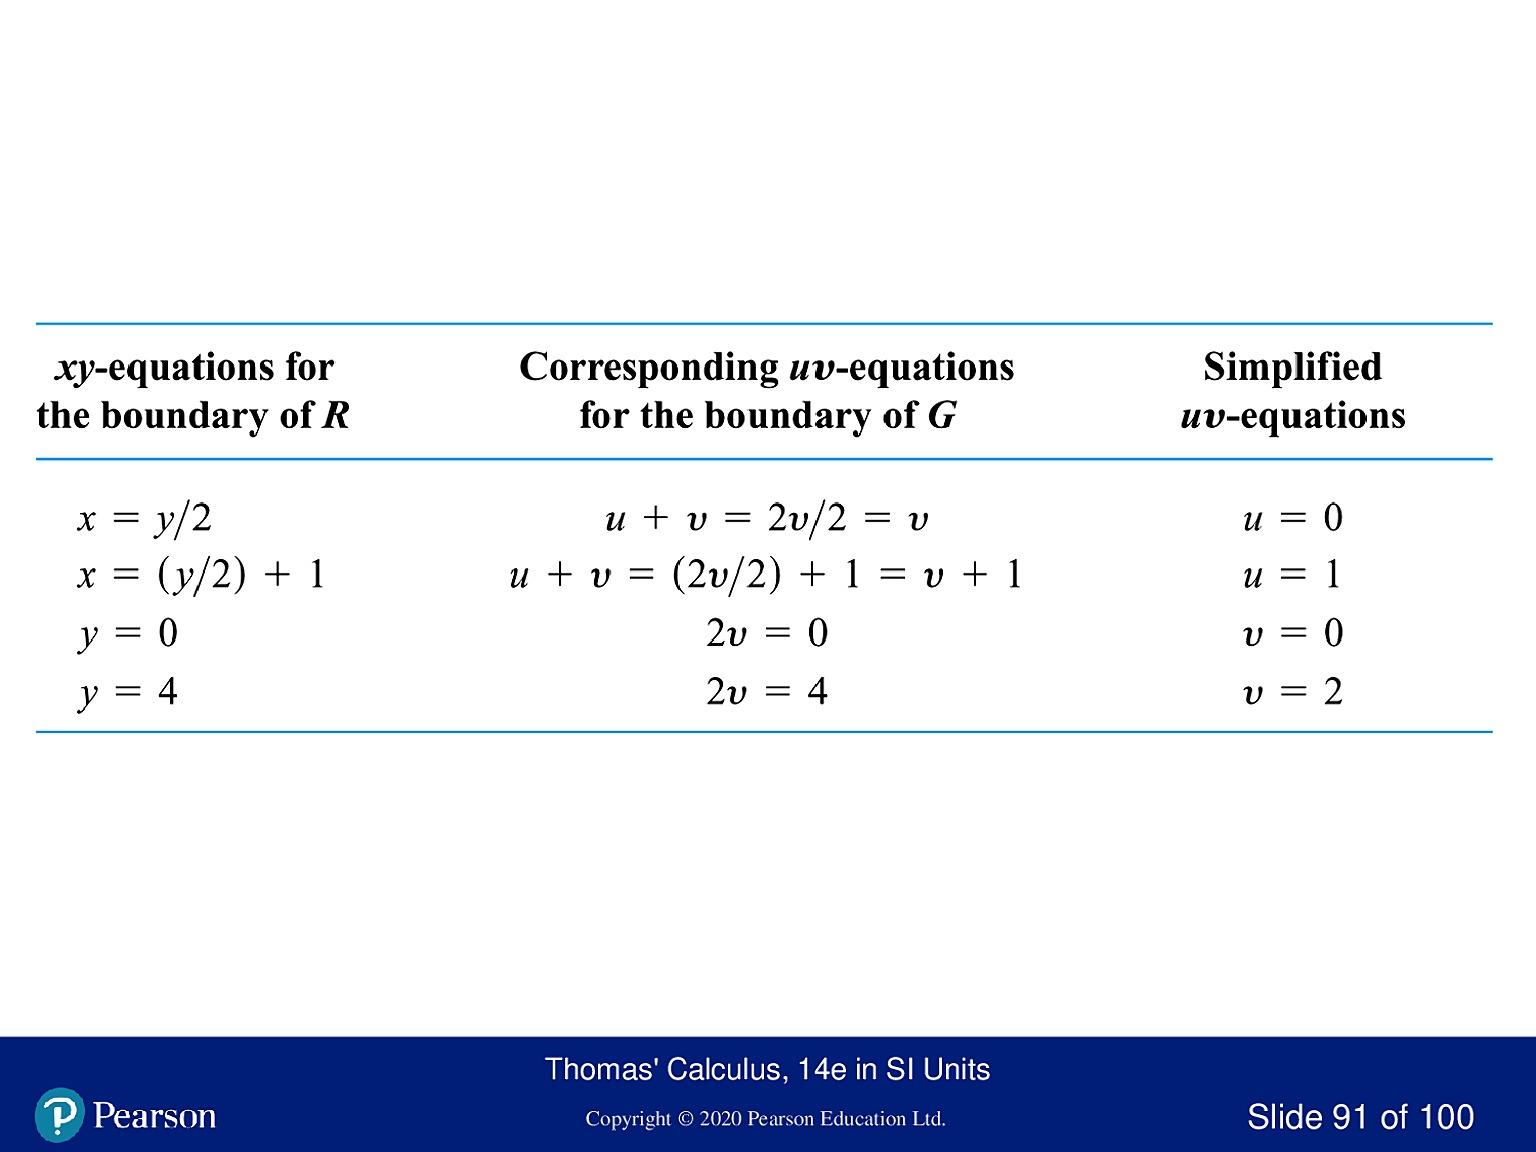 xy-equations for Corresponding uv-equations Simplified
the boundary of R for the boundary of G uv-equations
x = y/2 u + v = 2v/2 = v u = 0
x = (y/2) + 1 u + v = (2v/2) + 1 = v + 1 u = 1
y = 0 2v = 0 v = 0
y = 4 2v = 4 v = 2
Thomas' Calculus, 14e in SI Units
Pearson Copyright © 2020 Pearson Education Ltd. Slide 91 of 100